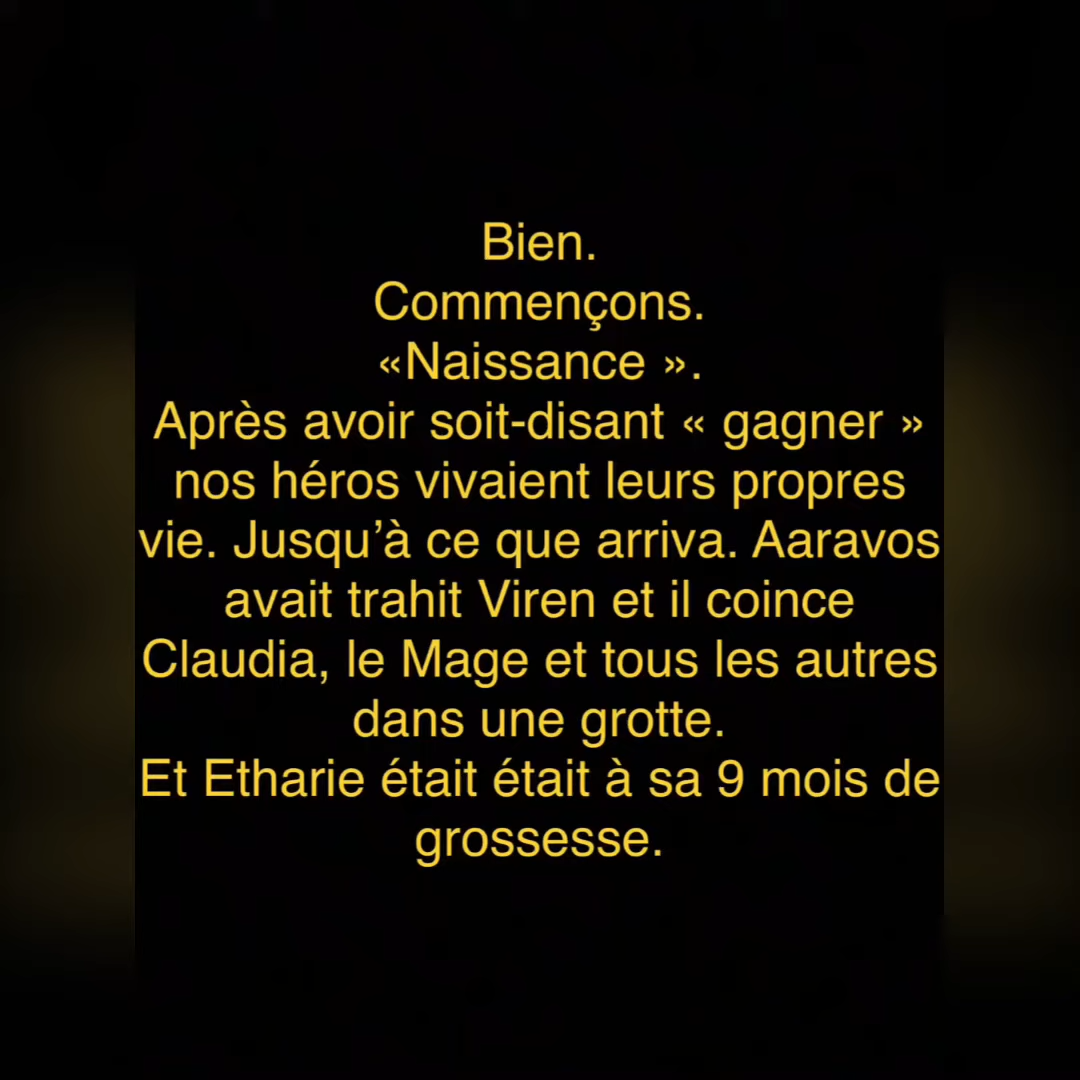 Bien.
Commençons.
«Naissance ».
Après avoir soit-disant « gagner »
nos héros vivaient leurs propres
vie. Jusqu’à ce que arriva. Aaravos
avait trahit Viren et il coince
Claudia, le Mage et tous les autres
dans une grotte.
Et Etharie était était à sa 9 mois de
grossesse.